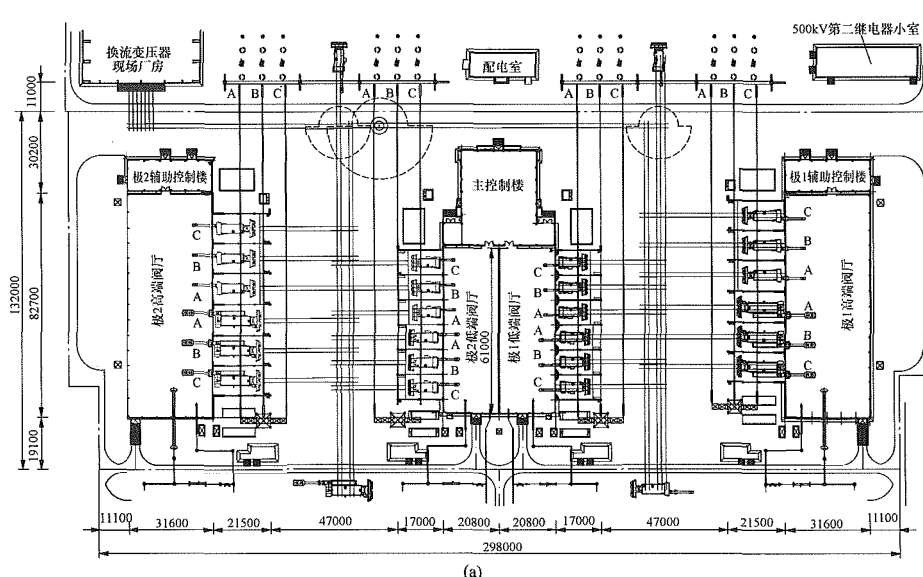 500kV第二继电器小室
换流变压器
现场厂房
配电室
A B C
A B C
A B C
A B C
11000
30200
132000
82700
19100
极2辅助控制楼
主控制楼
极1辅助控制楼
C
B
A
A
B
C
极2高端阀厅
C
B
A
A
B
C
极2低端阀厅
61000
极1低端阀厅
C
B
A
A
B
C
C
B
A
A
B
C
极1高端阀厅
11100 31600 21500 47000 17000 20800 20800 17000 47000 21500 31600 11100
298000
(a)